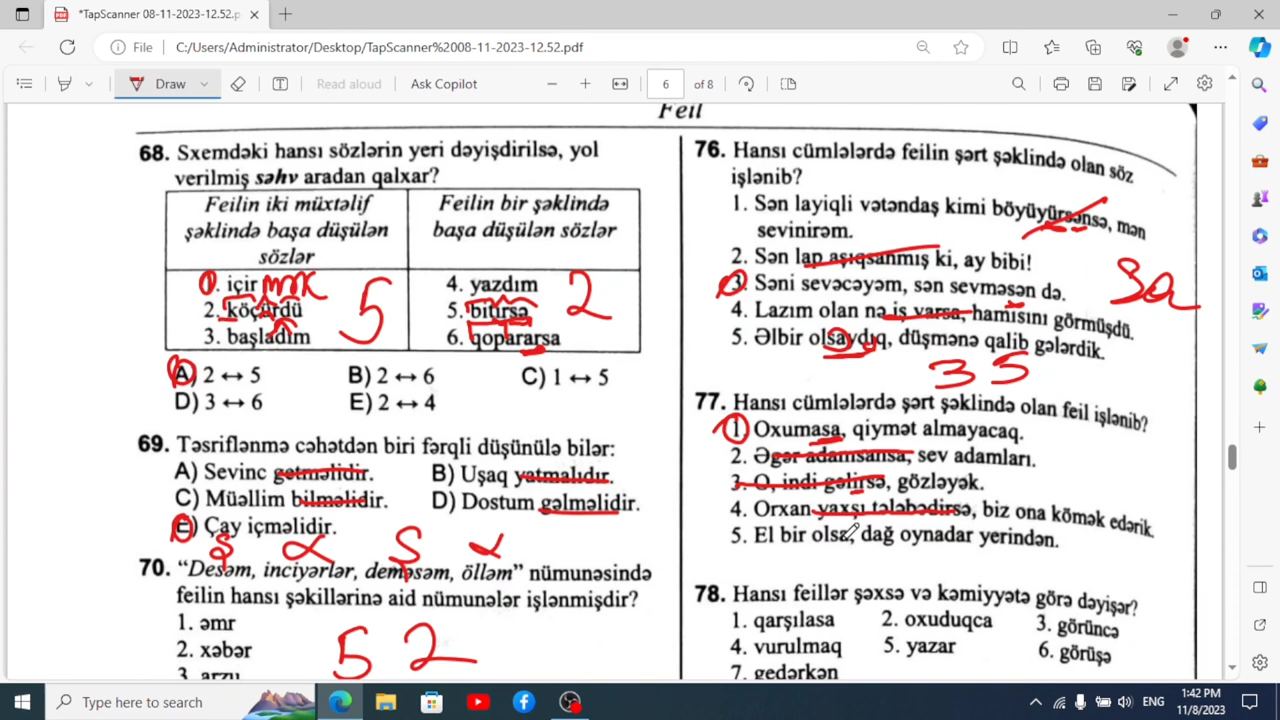 *TapScanner 08-11-2023-12.52.p
File
C:/Users/Administrator/Desktop/TapScanner%2008-11-2023-12.52.pdf
Draw
Read aloud
Ask Copilot
6
of 8
Feil
68. Sxemdəki hansı sözlərin yeri dəyişdirilsə, yol
verilmiş səhv aradan qalxar?
Feilin iki müxtəlif
şəklində başa düşülən
sözlər
Feilin bir şəklində
başa düşülən sözlər
1. içir mək
2. köçürdü
3. başladım
5
4. yazdım
5. bitirsə
6. qopararsa
2
A) 2 ↔ 5
B) 2 ↔ 6
C) 1 ↔ 5
D) 3 ↔ 6
E) 2 ↔ 4
69. Təsriflənmə cəhətdən biri fərqli düşünülə bilər:
A) Sevinc getməlidir.
B) Uşaq yatmalıdır.
C) Müəllim bilməlidir.
D) Dostum gəlməlidir.
E) Çay içməlidir.
Ş
Ş
70. “Desəm, inciyərlər, deməsəm, ölləm” nümunəsində
feilin hansı şəkillərinə aid nümunələr işlənmişdir?
1. əmr
2. xəbər
3. arzu
5 2
76. Hansı cümlələrdə feilin şərt şəklində olan söz
işlənib?
1. Sən layiqli vətəndaş kimi böyüyürsənsə, mən
sevinirəm.
2. Sən lap aşıqsanmış ki, ay bibi!
3. Səni sevəcəyəm, sən sevməsən də.
4. Lazım olan nə iş varsa, hamısını görmüşdü.
5. Əlbir olsaydıq, düşmənə qalib gələrdik.
Sa
3 5
77. Hansı cümlələrdə şərt şəklində olan feil işlənib?
1. Oxumasa, qiymət almayacaq.
2. Əgər adamsansa, sev adamları.
3. O, indi gəlirsə, gözləyək.
4. Orxan yaxşı tələbədirsə, biz ona kömək edərik.
5. El bir olsa, dağ oynadar yerindən.
78. Hansı feillər şəxsə və kəmiyyətə görə dəyişər?
1. qarşılasa
2. oxuduqca
3. görüncə
4. vurulmaq
5. yazar
6. görüşə
7. gedərkən
Type here to search
ENG
1:42 PM
11/8/2023